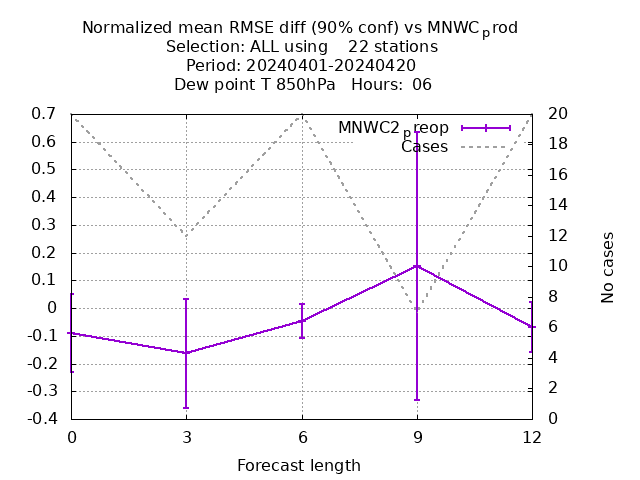 Normalized mean RMSE diff (90% conf) vs MNWCprod
Selection: ALL using 22 stations
Period: 20240401-20240420
Dew point T 850hPa Hours: 06
0.7
0.6
0.5
0.4
0.3
0.2
0.1
0
-0.1
-0.2
-0.3
-0.4
MNWC2preop
Cases
20
18
16
14
12
10
8
6
4
2
0
No cases
0 3 6 9 12
Forecast length